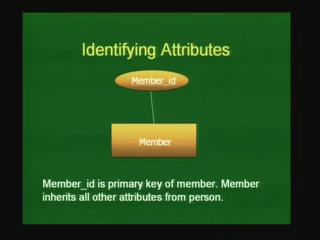 Identifying Attributes
Member_id
Member
Member_id is primary key of member. Member
inherits all other attributes from person.